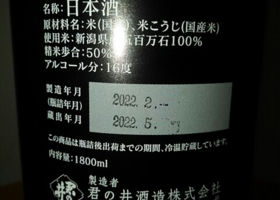 品名:日本酒
原材料名:米(国産)、米こうじ(国産米)
使用米:新潟県産五百万石100%
精米歩合:50%
アルコール分:16度
製造年月
(瓶詰年月)
2022. 2.
蔵出年月
2022. 5.
この商品は瓶詰後出荷までの期間、冷温貯蔵しています。
内容量:1800ml
製造者
君の井酒造株式会